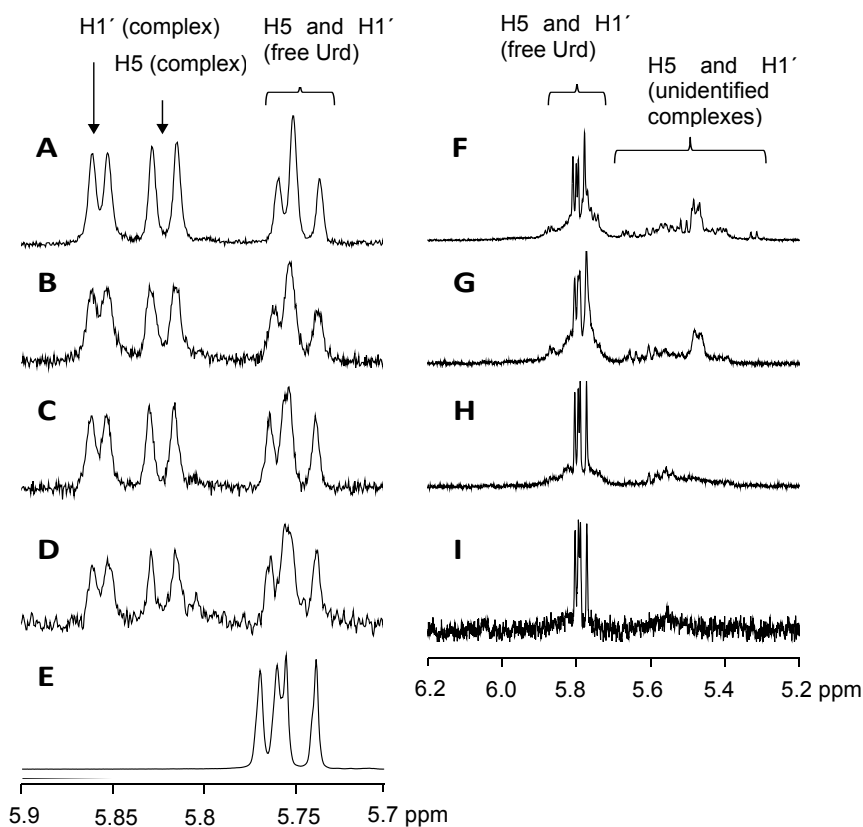 H1´ (complex)
H5 (complex)
H5 and H1´
(free Urd)
A
B
C
D
E
5.9 5.85 5.8 5.75 5.7 ppm
H5 and H1´
(free Urd)
H5 and H1´
(unidentified
complexes)
F
G
H
I
6.2 6.0 5.8 5.6 5.4 5.2 ppm